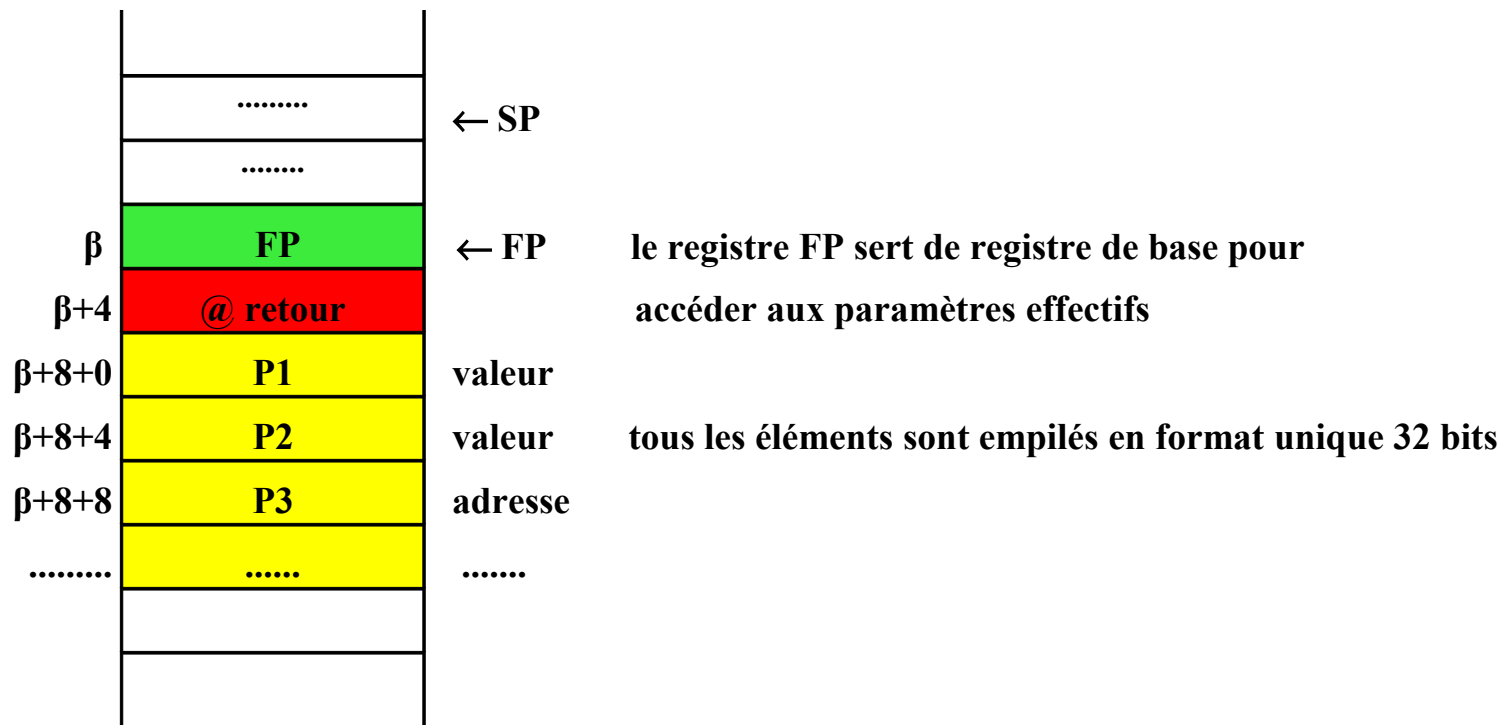 .........
← SP
........
β FP ← FP le registre FP sert de registre de base pour
β+4 @ retour accéder aux paramètres effectifs
β+8+0 P1 valeur
β+8+4 P2 valeur tous les éléments sont empilés en format unique 32 bits
β+8+8 P3 adresse
......... ...... .......